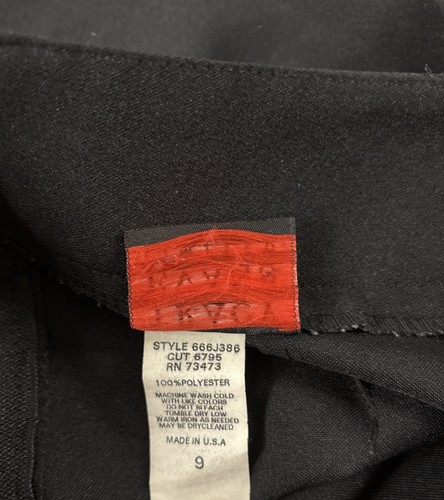 STYLE 666J386
CUT 6795
RN 73473
100%POLYESTER
MACHINE WASH COLD
WITH LIKE COLORS
DO NOT BLEACH
TUMBLE DRY LOW
WARM IRON AS NEEDED
MAY BE DRYCLEANED
MADE IN U.S.A
9